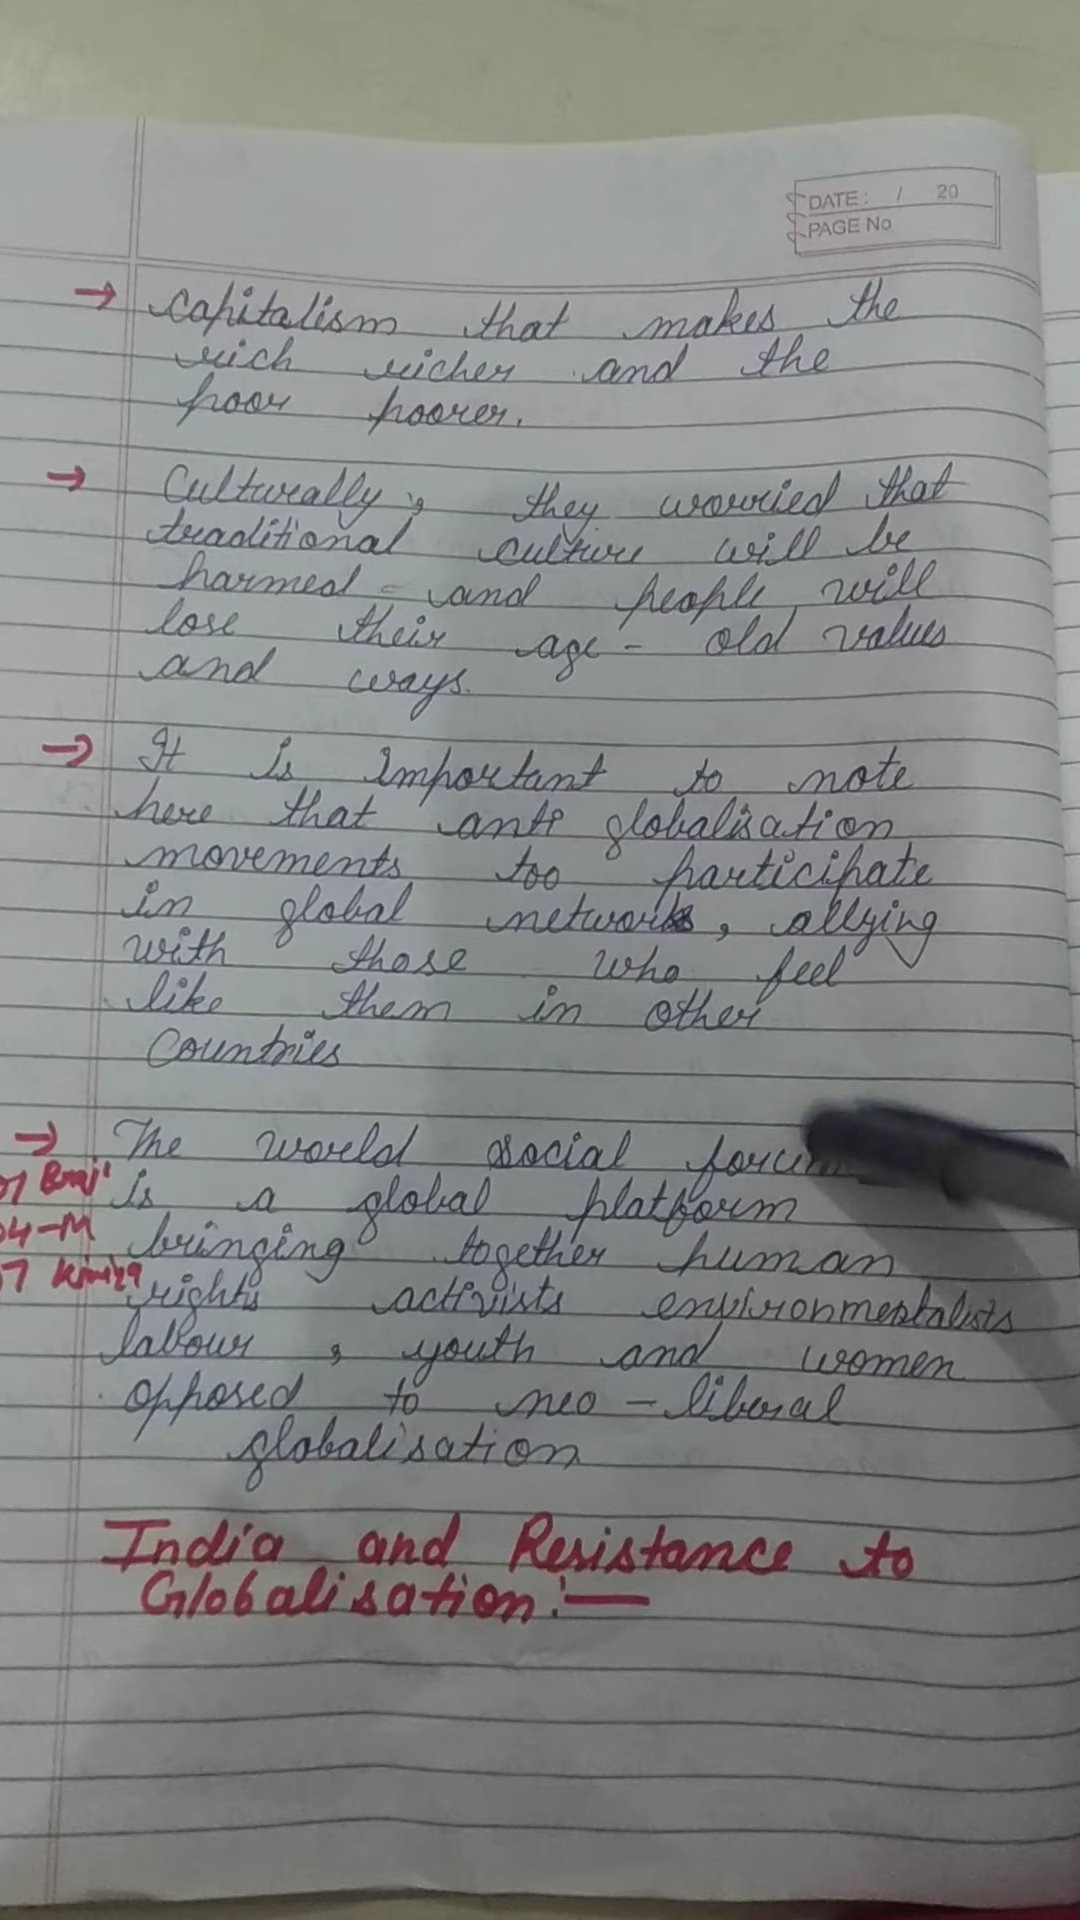 DATE: / 20
PAGE No
→ capitalism that makes the
rich richer and the
poor poorer.
→ Culturally, they worried that
traditional culture will be
harmed - and people will
lose their age - old values
and ways.
→ It is important to note
here that anti globalisation
movements too participate
in global networks, allying
with those who feel
like them in other
Countries
→ The world social
is a global platform
04-M bringing together human
rights activists environmentalists
labour, youth and women
opposed to neo - liberal
globalisation
India and Resistance to
Globalisation:—